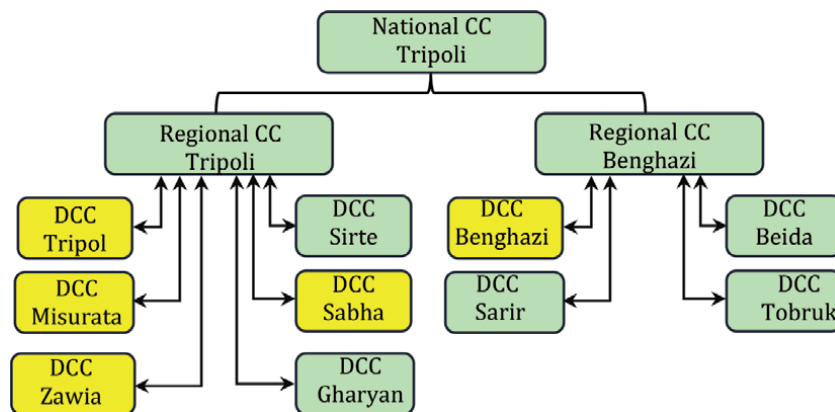 National CC
Tripoli
Regional CC
Tripoli
Regional CC
Benghazi
DCC
Tripol
DCC
Sirte
DCC
Benghazi
DCC
Beida
DCC
Misurata
DCC
Sabha
DCC
Sarir
DCC
Tobruk
DCC
Zawia
DCC
Gharyan